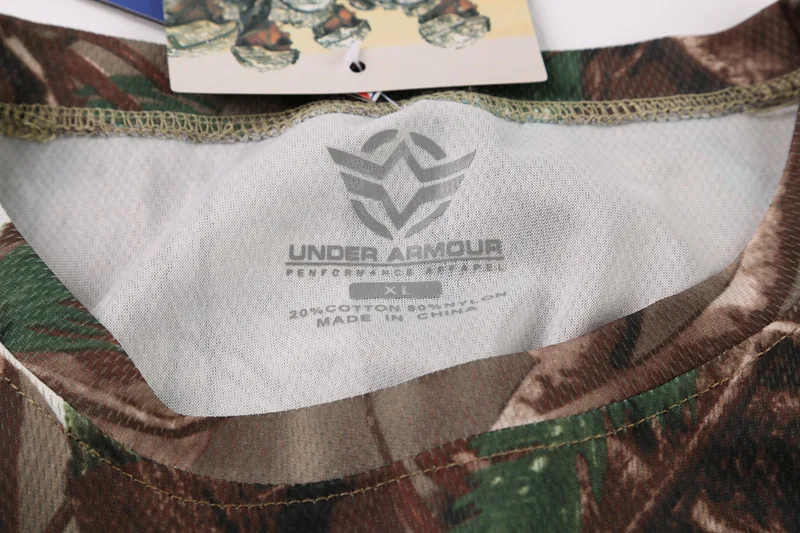 UNDER ARMOUR
PERFORMANCE APPAREL
XL
20%COTTON 80%NYLON
MADE IN CHINA